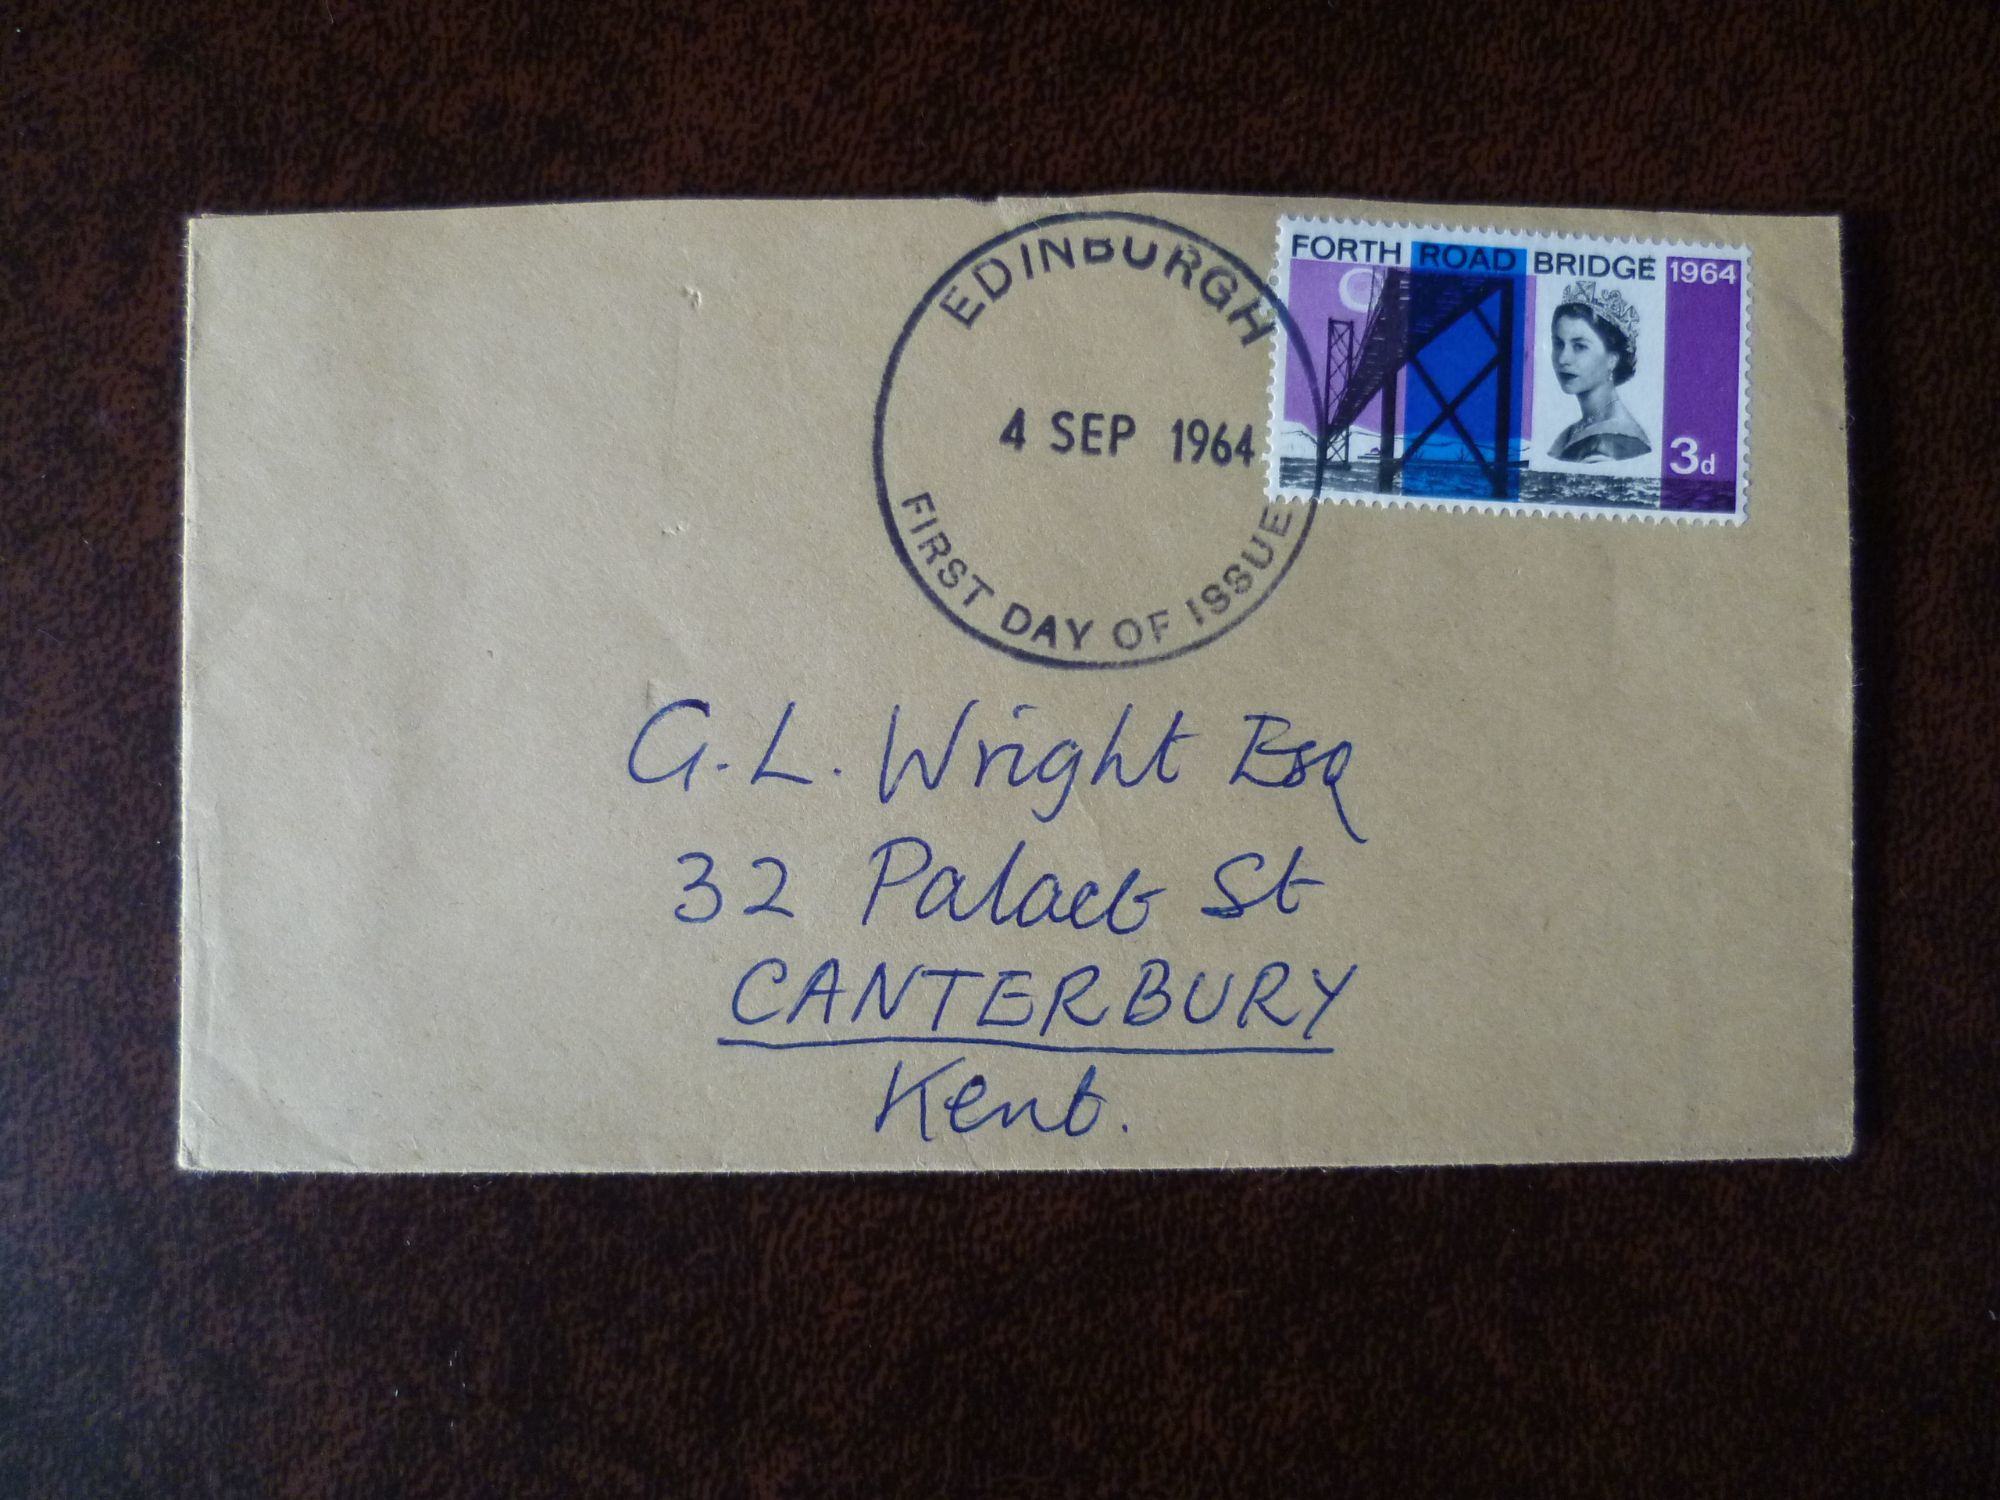 EDINBURGH
4 SEP 1964
FIRST DAY OF ISSUE
FORTH ROAD BRIDGE 1964
3d
G. L. Wright Esq
32 Palace St
CANTERBURY
Kent.